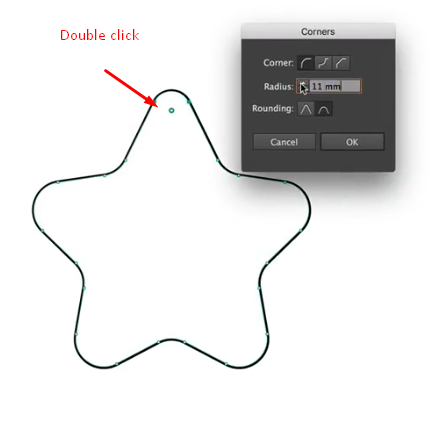 Double click
Corners
Corner:
Radius: 11 mm
Rounding:
Cancel OK